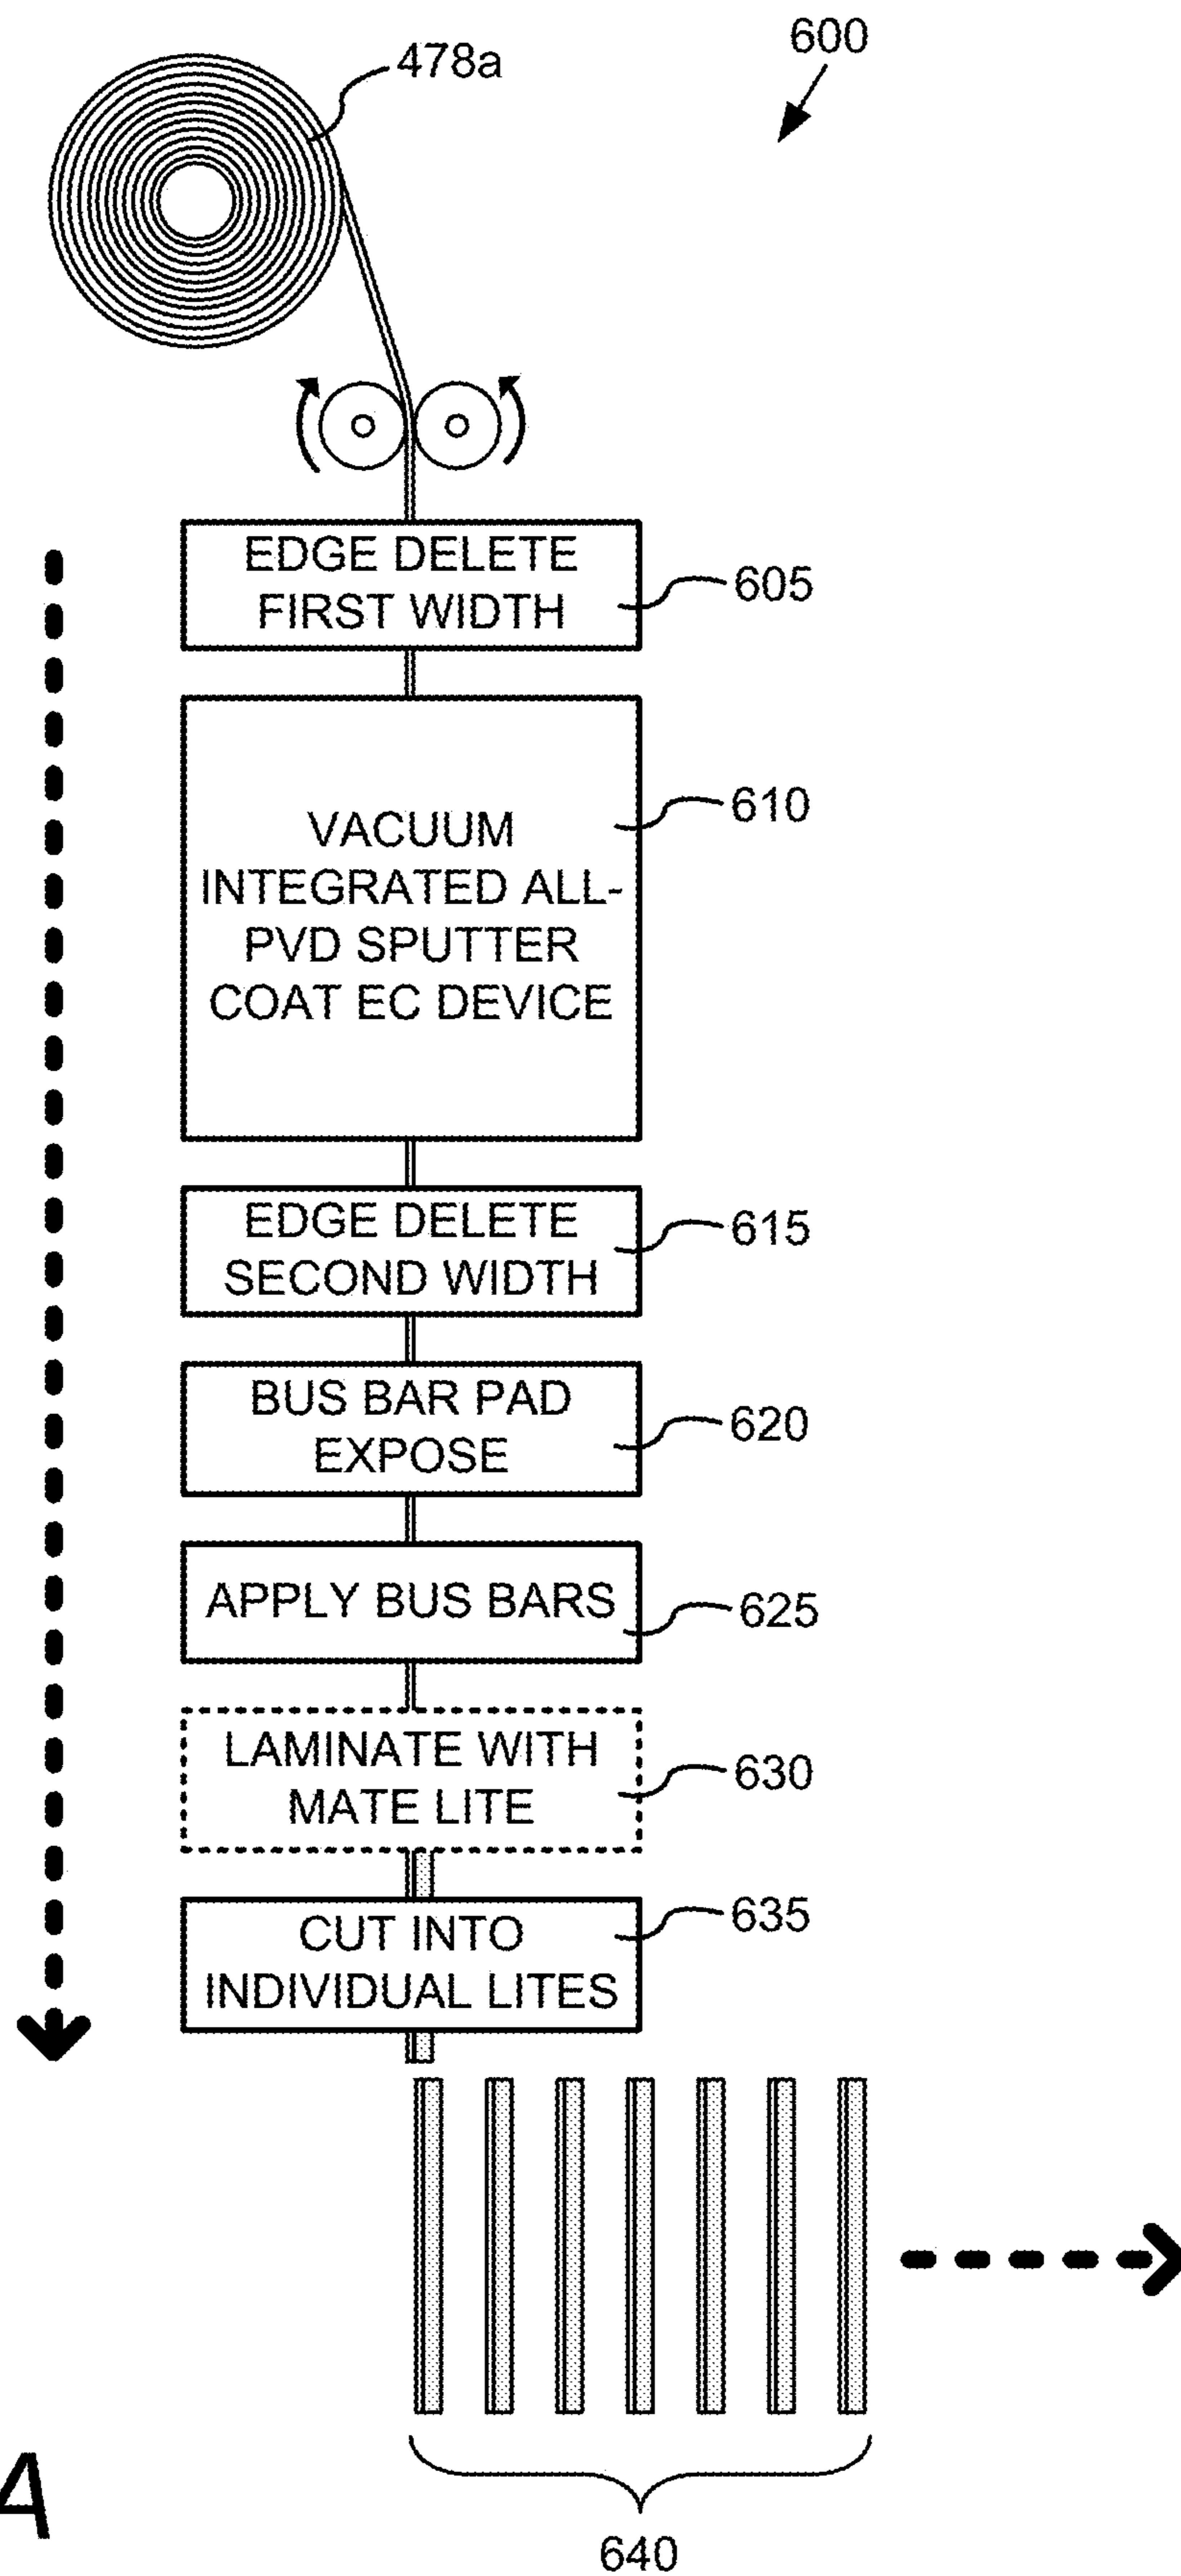 600
478a
EDGE DELETE
FIRST WIDTH
605
VACUUM
INTEGRATED ALL-
PVD SPUTTER
COAT EC DEVICE
610
EDGE DELETE
SECOND WIDTH
615
BUS BAR PAD
EXPOSE
620
APPLY BUS BARS
625
LAMINATE WITH
MATE LITE
630
CUT INTO
INDIVIDUAL LITES
635
A
640